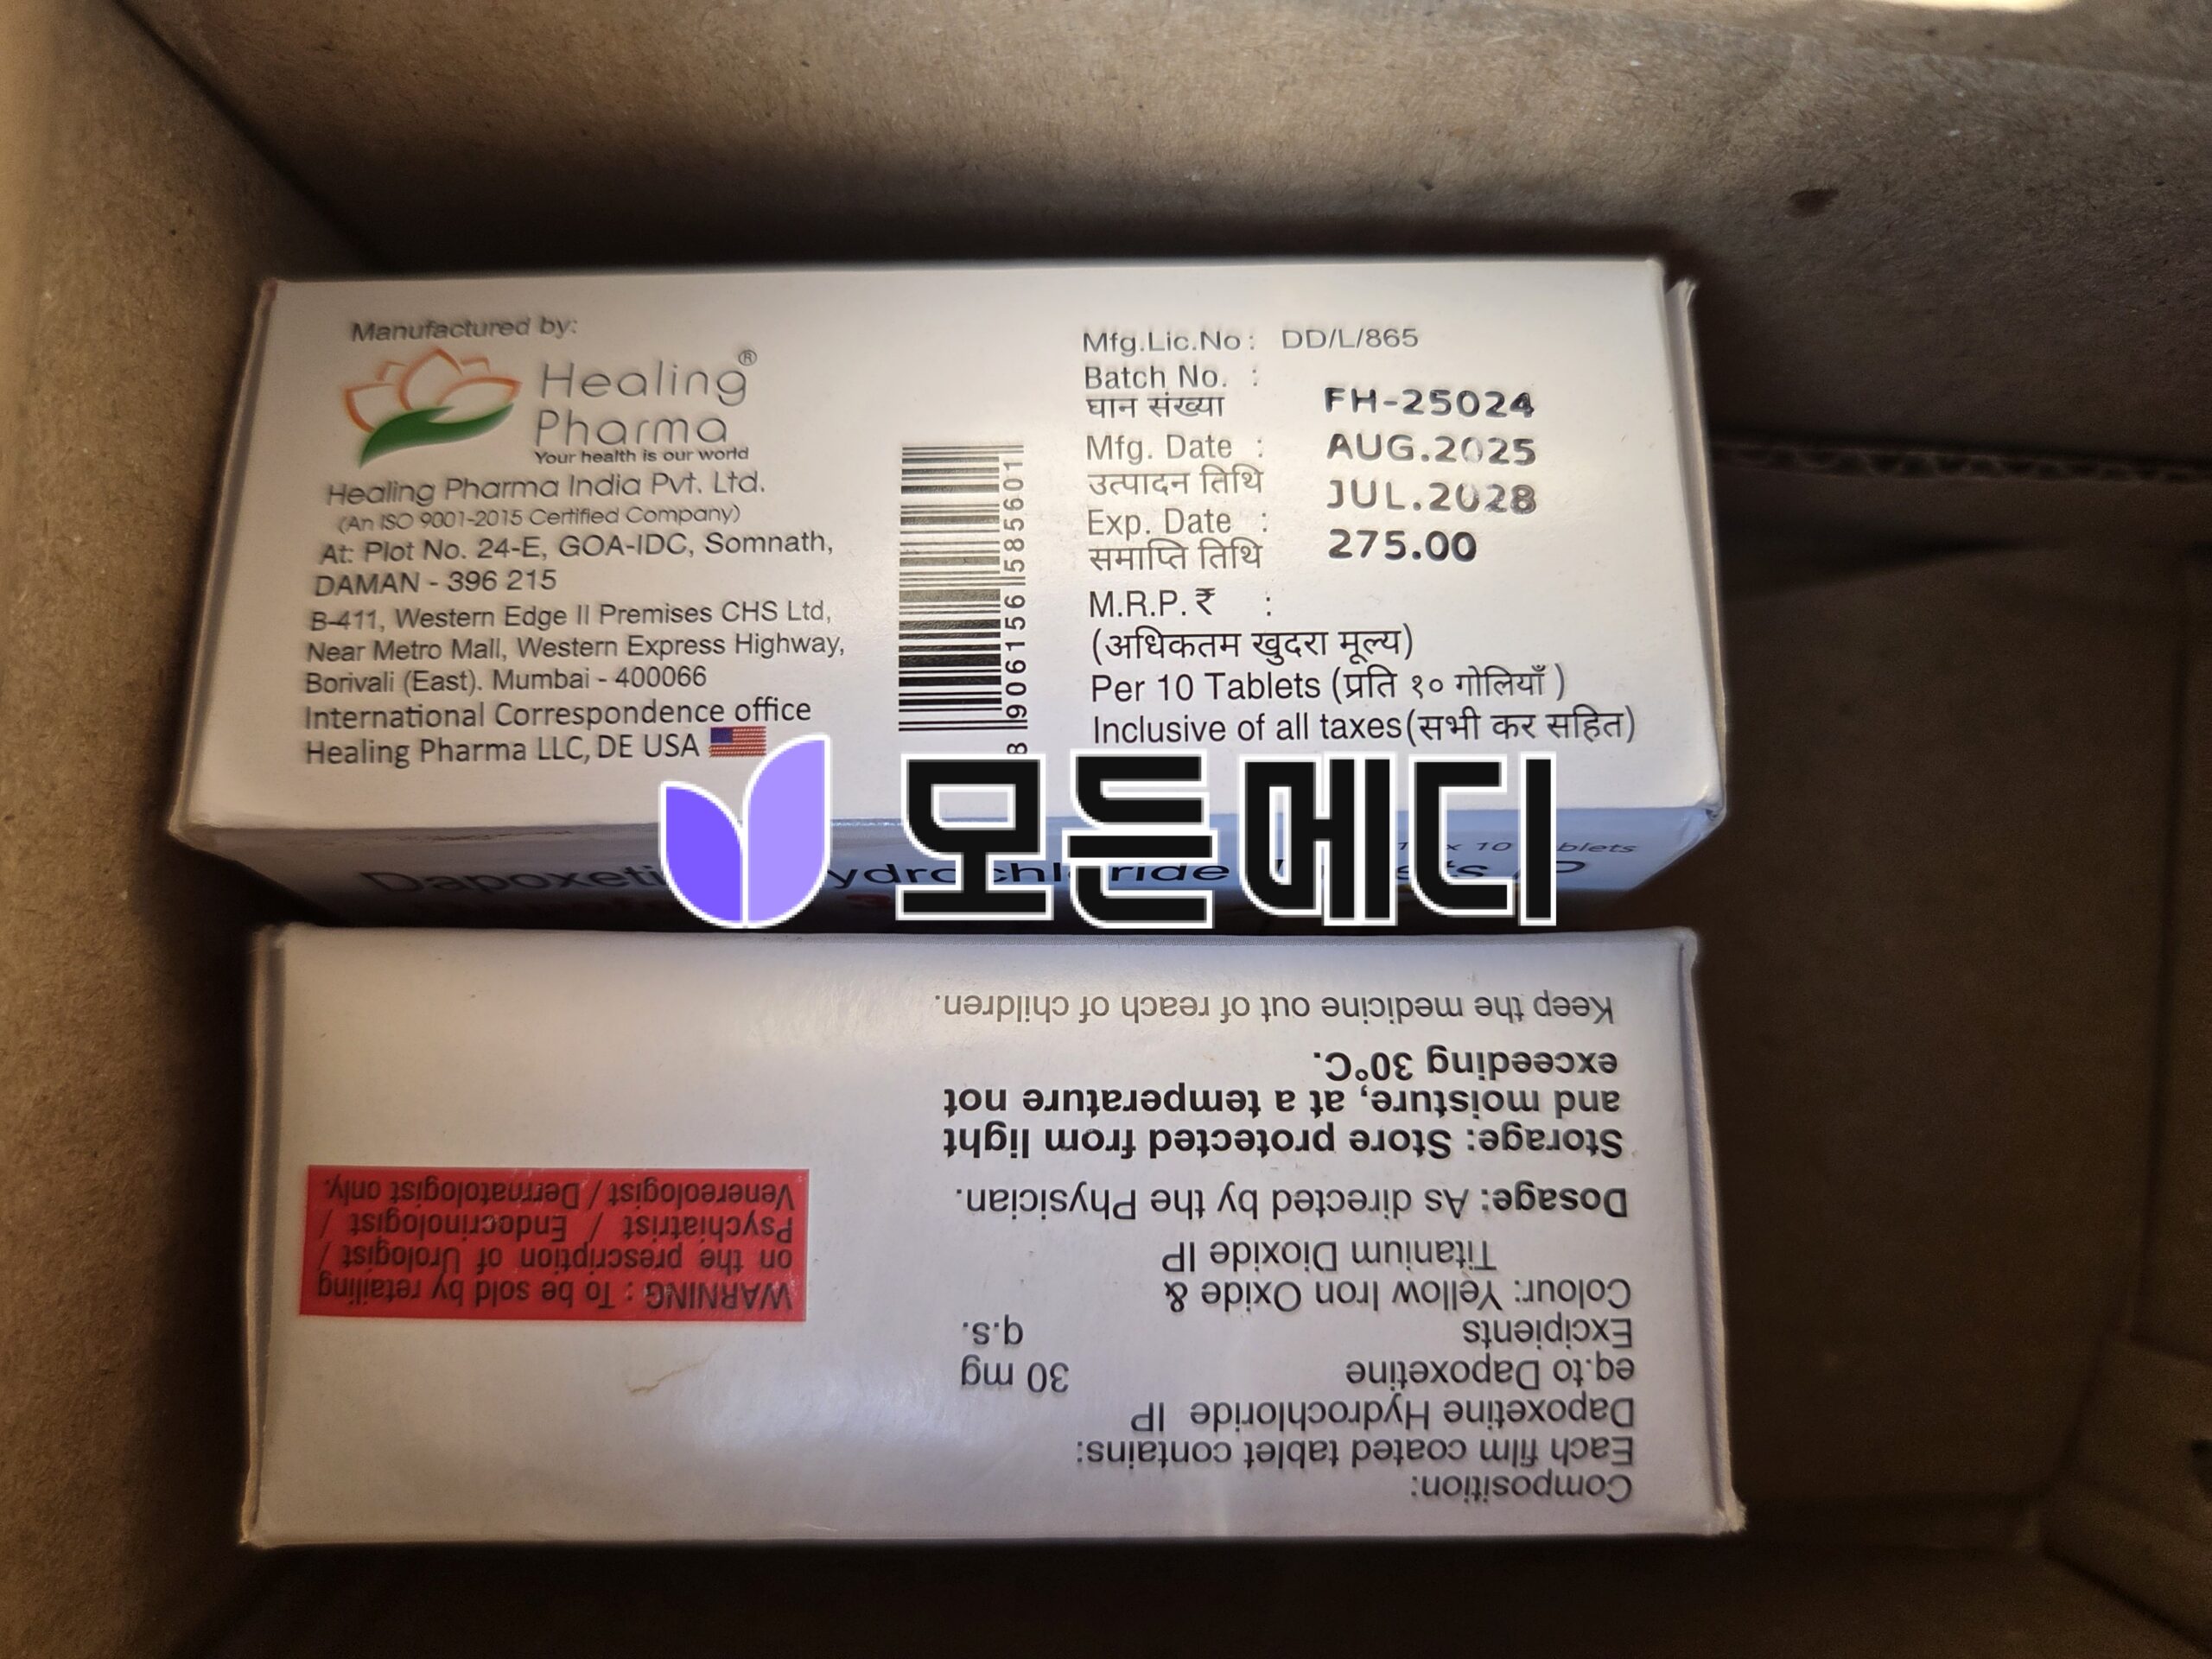 Manufactured by:
Healing®
Pharma
Your health is our world
Healing Pharma India Pvt. Ltd.
(An ISO 9001-2015 Certified Company)
At: Plot No. 24-E, GOA-IDC, Somnath,
DAMAN - 396 215
B-411, Western Edge II Premises CHS Ltd,
Near Metro Mall, Western Express Highway,
Borivali (East). Mumbai - 400066
International Correspondence office
Healing Pharma LLC, DE USA
8 906156 585601
Mfg.Lic.No : DD/L/865
Batch No. :
घान संख्या FH-25024
Mfg. Date : AUG.2025
उत्पादन तिथि
JUL.2028
Exp. Date :
समाप्ति तिथि 275.00
M.R.P. ₹ :
(अधिकतम खुदरा मूल्य)
Per 10 Tablets (प्रति १० गोलियाँ )
Inclusive of all taxes(सभी कर सहित)
모든메디
Composition:
Each film coated tablet contains:
Dapoxetine Hydrochloride IP
eq.to Dapoxetine 30 mg
Excipients q.s.
Colour: Yellow Iron Oxide &
Titanium Dioxide IP
Dosage: As directed by the Physician.
Storage: Store protected from light
and moisture, at a temperature not
exceeding 30°C.
Keep the medicine out of reach of children.
WARNING : To be sold by retailing
on the prescription of Urologist /
Psychiatrist / Endocrinologist /
Venereologist / Dermatologist only.